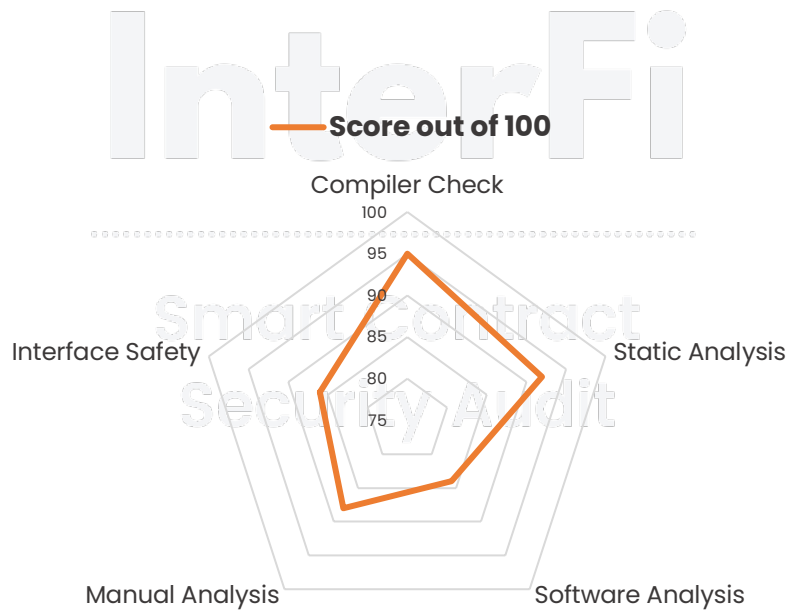 InterFi
Score out of 100
Compiler Check
100
95
90
Smart Contract
85
Interface Safety
Static Analysis
80
Security Audit
75
Manual Analysis
Software Analysis